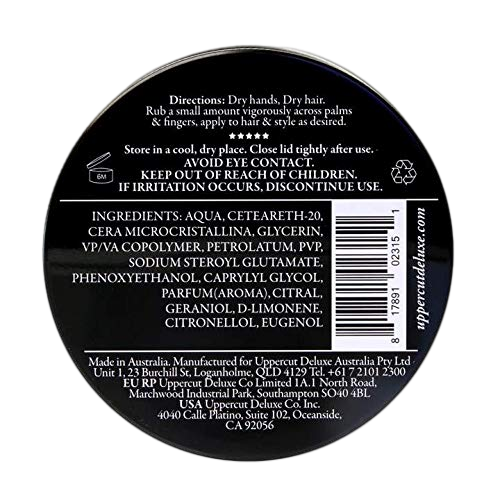 Directions: Dry hands, Dry hair.
Rub a small amount vigorously across palms
& fingers, apply to hair & style as desired.
Store in a cool, dry place. Close lid tightly after use.
AVOID EYE CONTACT.
KEEP OUT OF REACH OF CHILDREN.
IF IRRITATION OCCURS, DISCONTINUE USE.
6M
INGREDIENTS: AQUA, CETEARETH-20,
CERA MICROCRISTALLINA, GLYCERIN,
VP/VA COPOLYMER, PETROLATUM, PVP,
SODIUM STEROYL GLUTAMATE,
PHENOXYETHANOL, CAPRYLYL GLYCOL,
PARFUM(AROMA), CITRAL,
GERANIOL, D-LIMONENE,
CITRONELLOL, EUGENOL
8 17891 02315 1
uppercutdeluxe.com
Made in Australia. Manufactured for Uppercut Deluxe Australia Pty Ltd
Unit 1, 23 Burchill St, Loganholme, QLD 4129 Tel. +61 7 2101 2300
EU RP Uppercut Deluxe Co Limited 1A.1 North Road,
Marchwood Industrial Park, Southampton SO40 4BL
USA Uppercut Deluxe Co. Inc.
4040 Calle Platino, Suite 102, Oceanside,
CA 92056